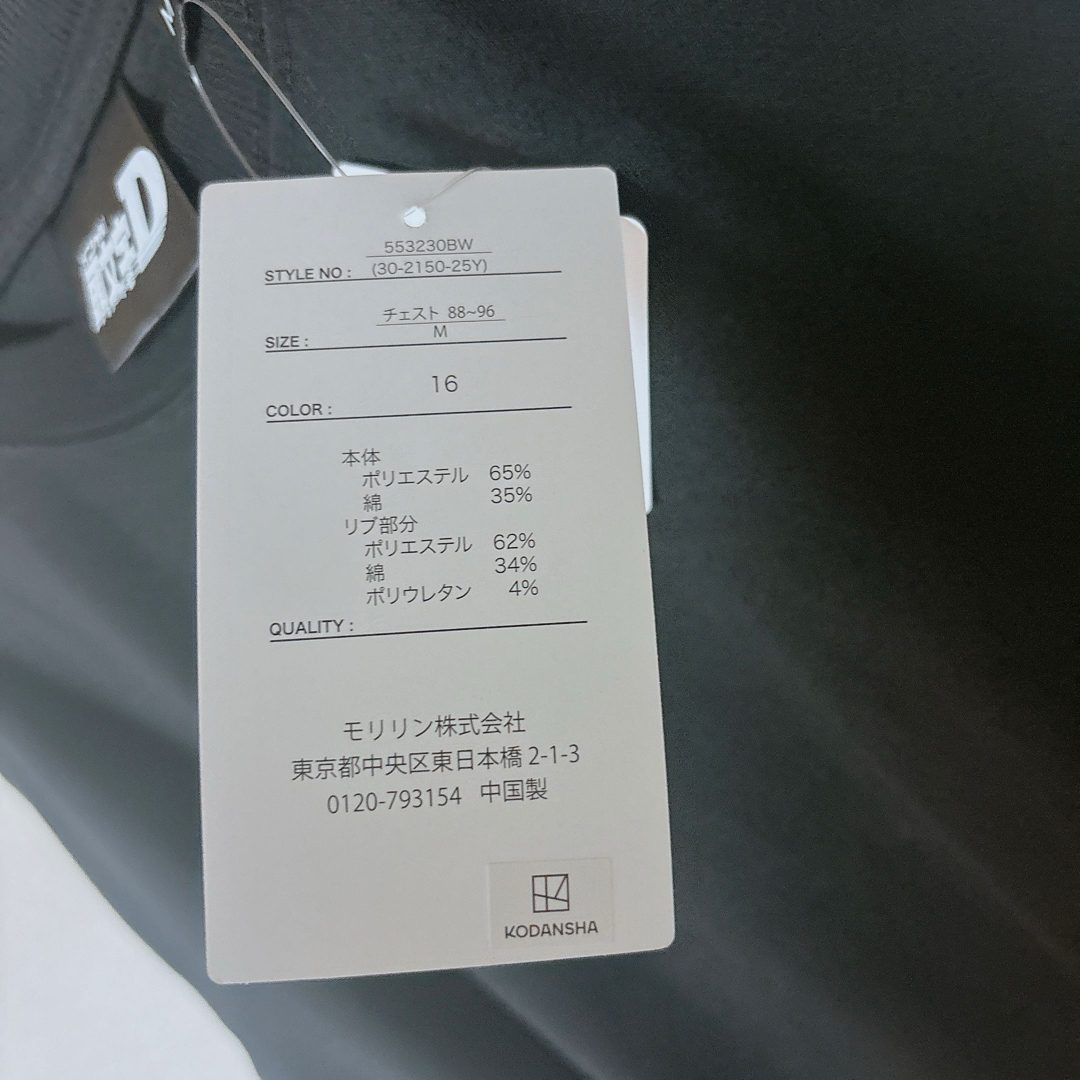 M
D
553230BW
STYLE NO : (30-2150-25Y)
チェスト 88~96
M
SIZE :
16
COLOR :
本体
ポリエステル 65%
綿 35%
リブ部分
ポリエステル 62%
綿 34%
ポリウレタン 4%
QUALITY :
モリリン株式会社
東京都中央区東日本橋 2-1-3
0120-793154 中国製
KODANSHA